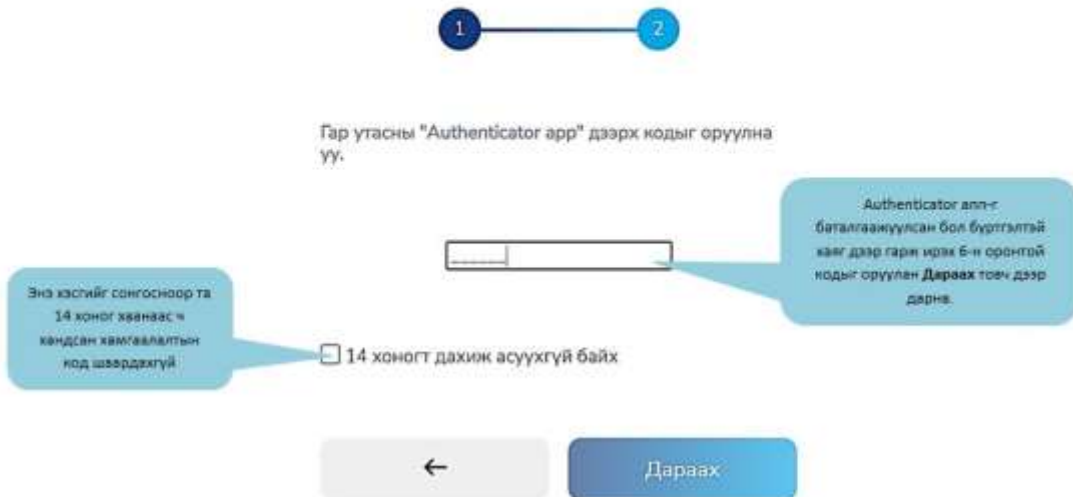 1 2
Гар утасны "Authenticator app" дээрх кодыг оруулна
уу.
Authenticator апп-г
баталгаажуулсан бол бүртгэлтэй
хаяг дээр гарж ирэх 6-н оронтой
кодыг оруулан Дараах товч дээр
дарна.
Энэ хэсгийг сонгосноор та
14 хоног хаанаас ч
хандсан хамгаалалтын
код шаардахгүй
14 хоногт дахиж асуухгүй байх
← Дараах